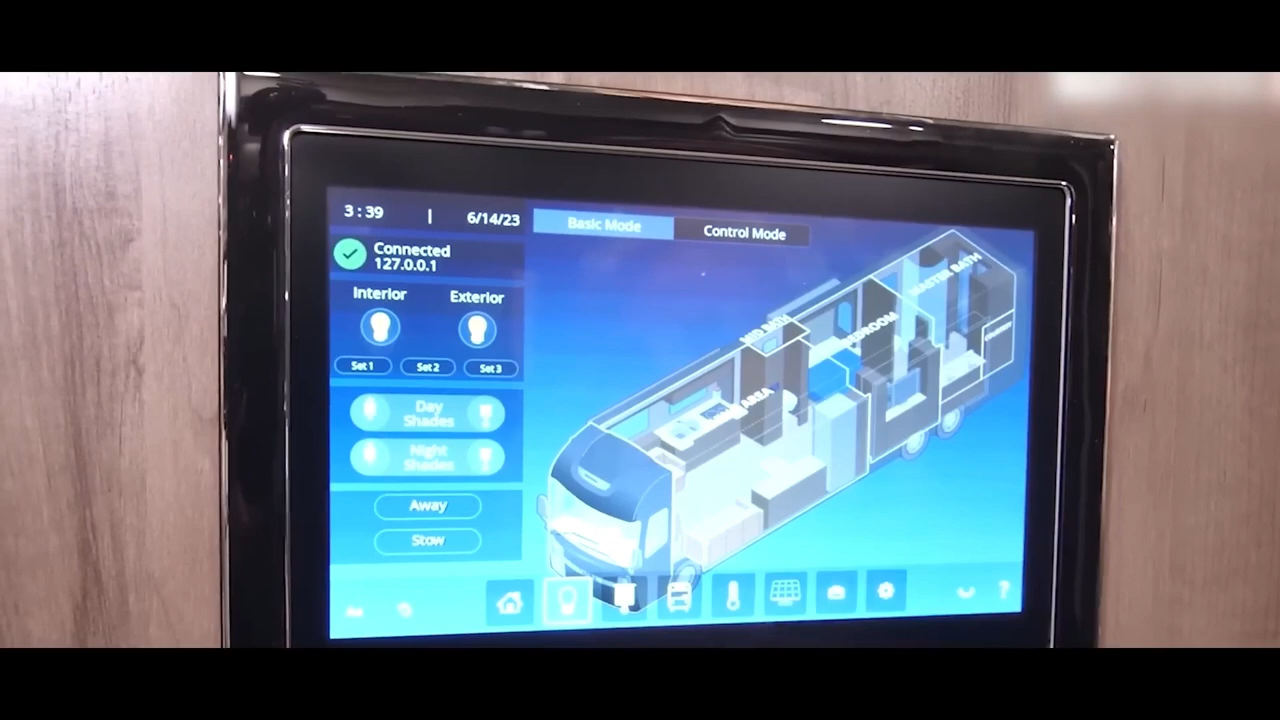 3 : 39 | 6/14/23
Basic Mode
Control Mode
Connected
127.0.0.1
Interior
Exterior
Set 1
Set 2
Set 3
Day
Shades
Night
Shades
Away
Stow
MASTER BATH
MID BATH
BEDROOM
AREA
?